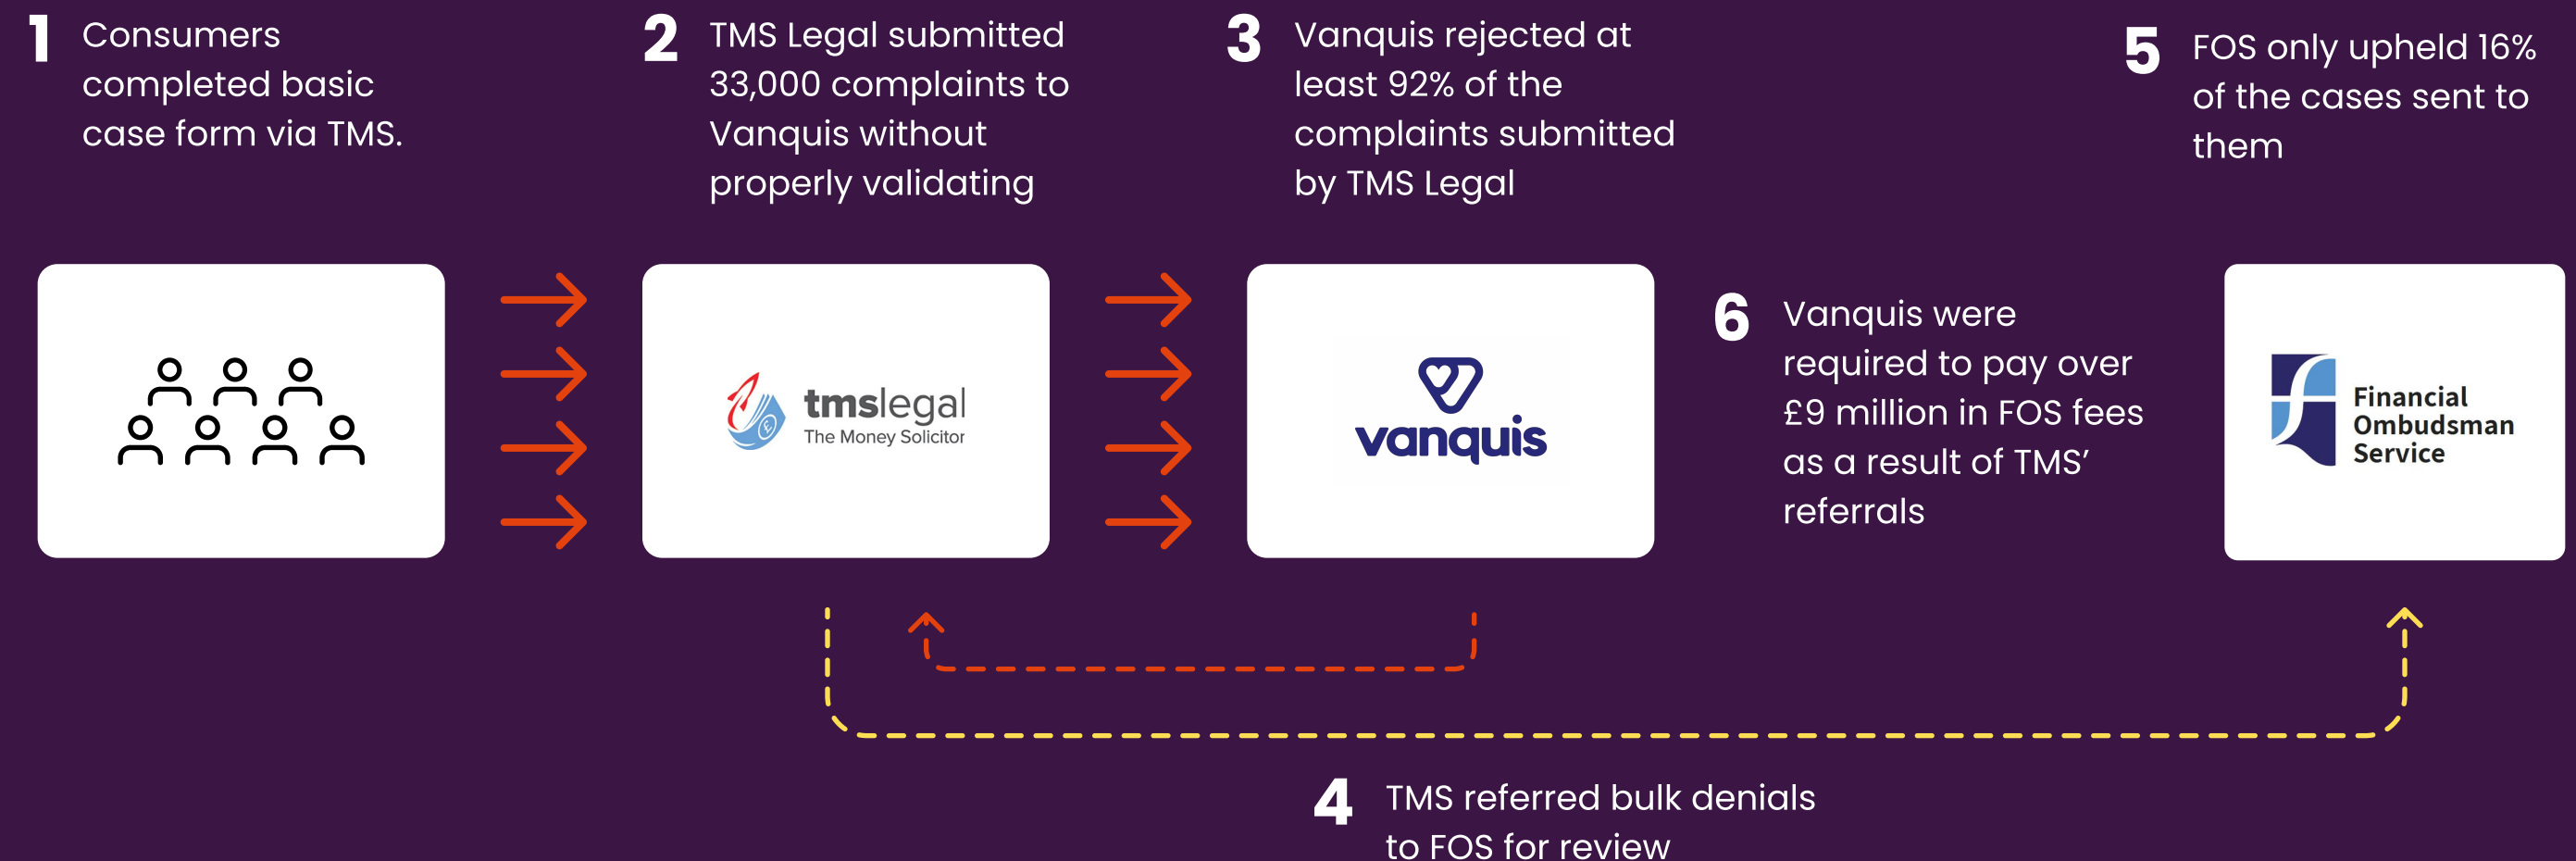 1
Consumers
completed basic
case form via TMS.
2
TMS Legal submitted
33,000 complaints to
Vanquis without
properly validating
3
Vanquis rejected at
least 92% of the
complaints submitted
by TMS Legal
5
FOS only upheld 16%
of the cases sent to
them
£
tmslegal
The Money Solicitor
vanquis
6
Vanquis were
required to pay over
£9 million in FOS fees
as a result of TMS’
referrals
Financial
Ombudsman
Service
4
TMS referred bulk denials
to FOS for review